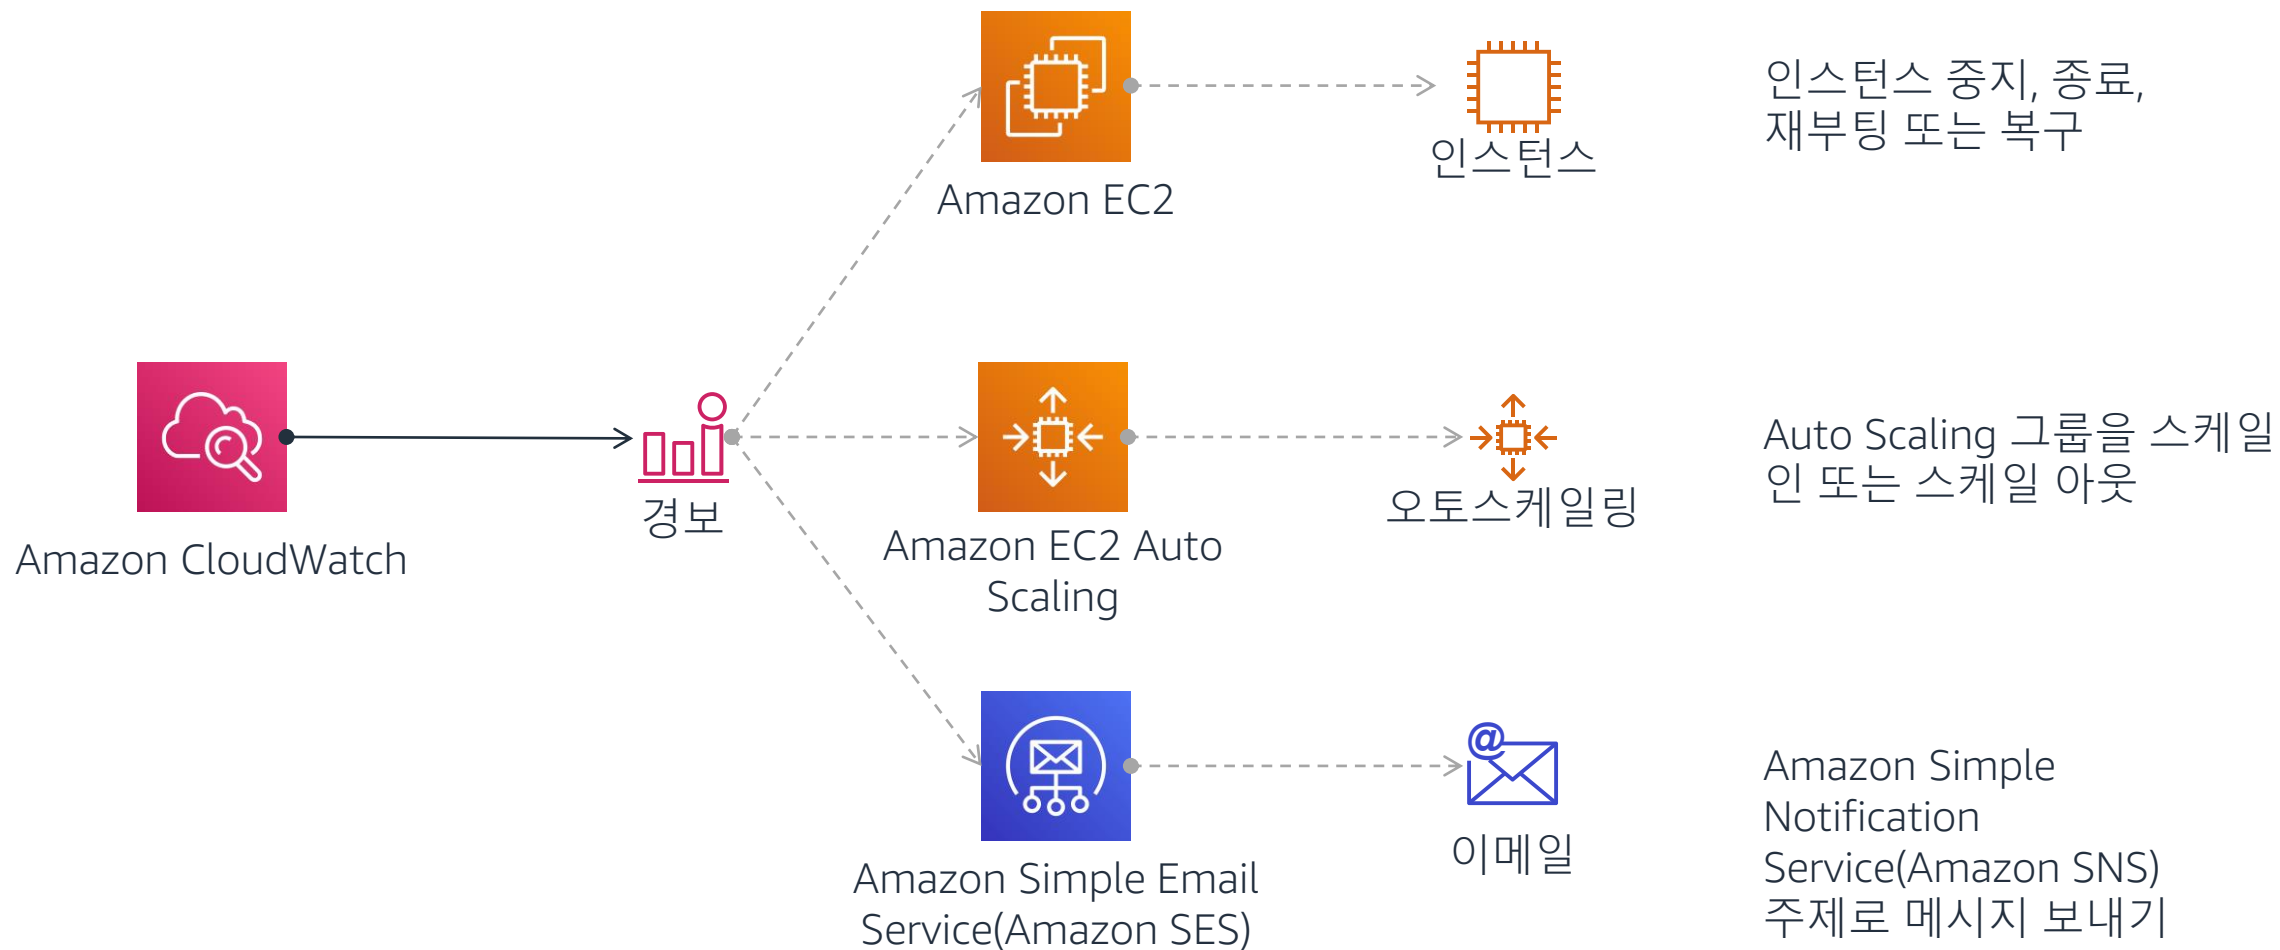 Amazon EC2
인스턴스
인스턴스 중지, 종료,
재부팅 또는 복구
Amazon CloudWatch
경보
Amazon EC2 Auto
Scaling
오토스케일링
Auto Scaling 그룹을 스케일
인 또는 스케일 아웃
Amazon Simple Email
Service(Amazon SES)
@
이메일
Amazon Simple
Notification
Service(Amazon SNS)
주제로 메시지 보내기